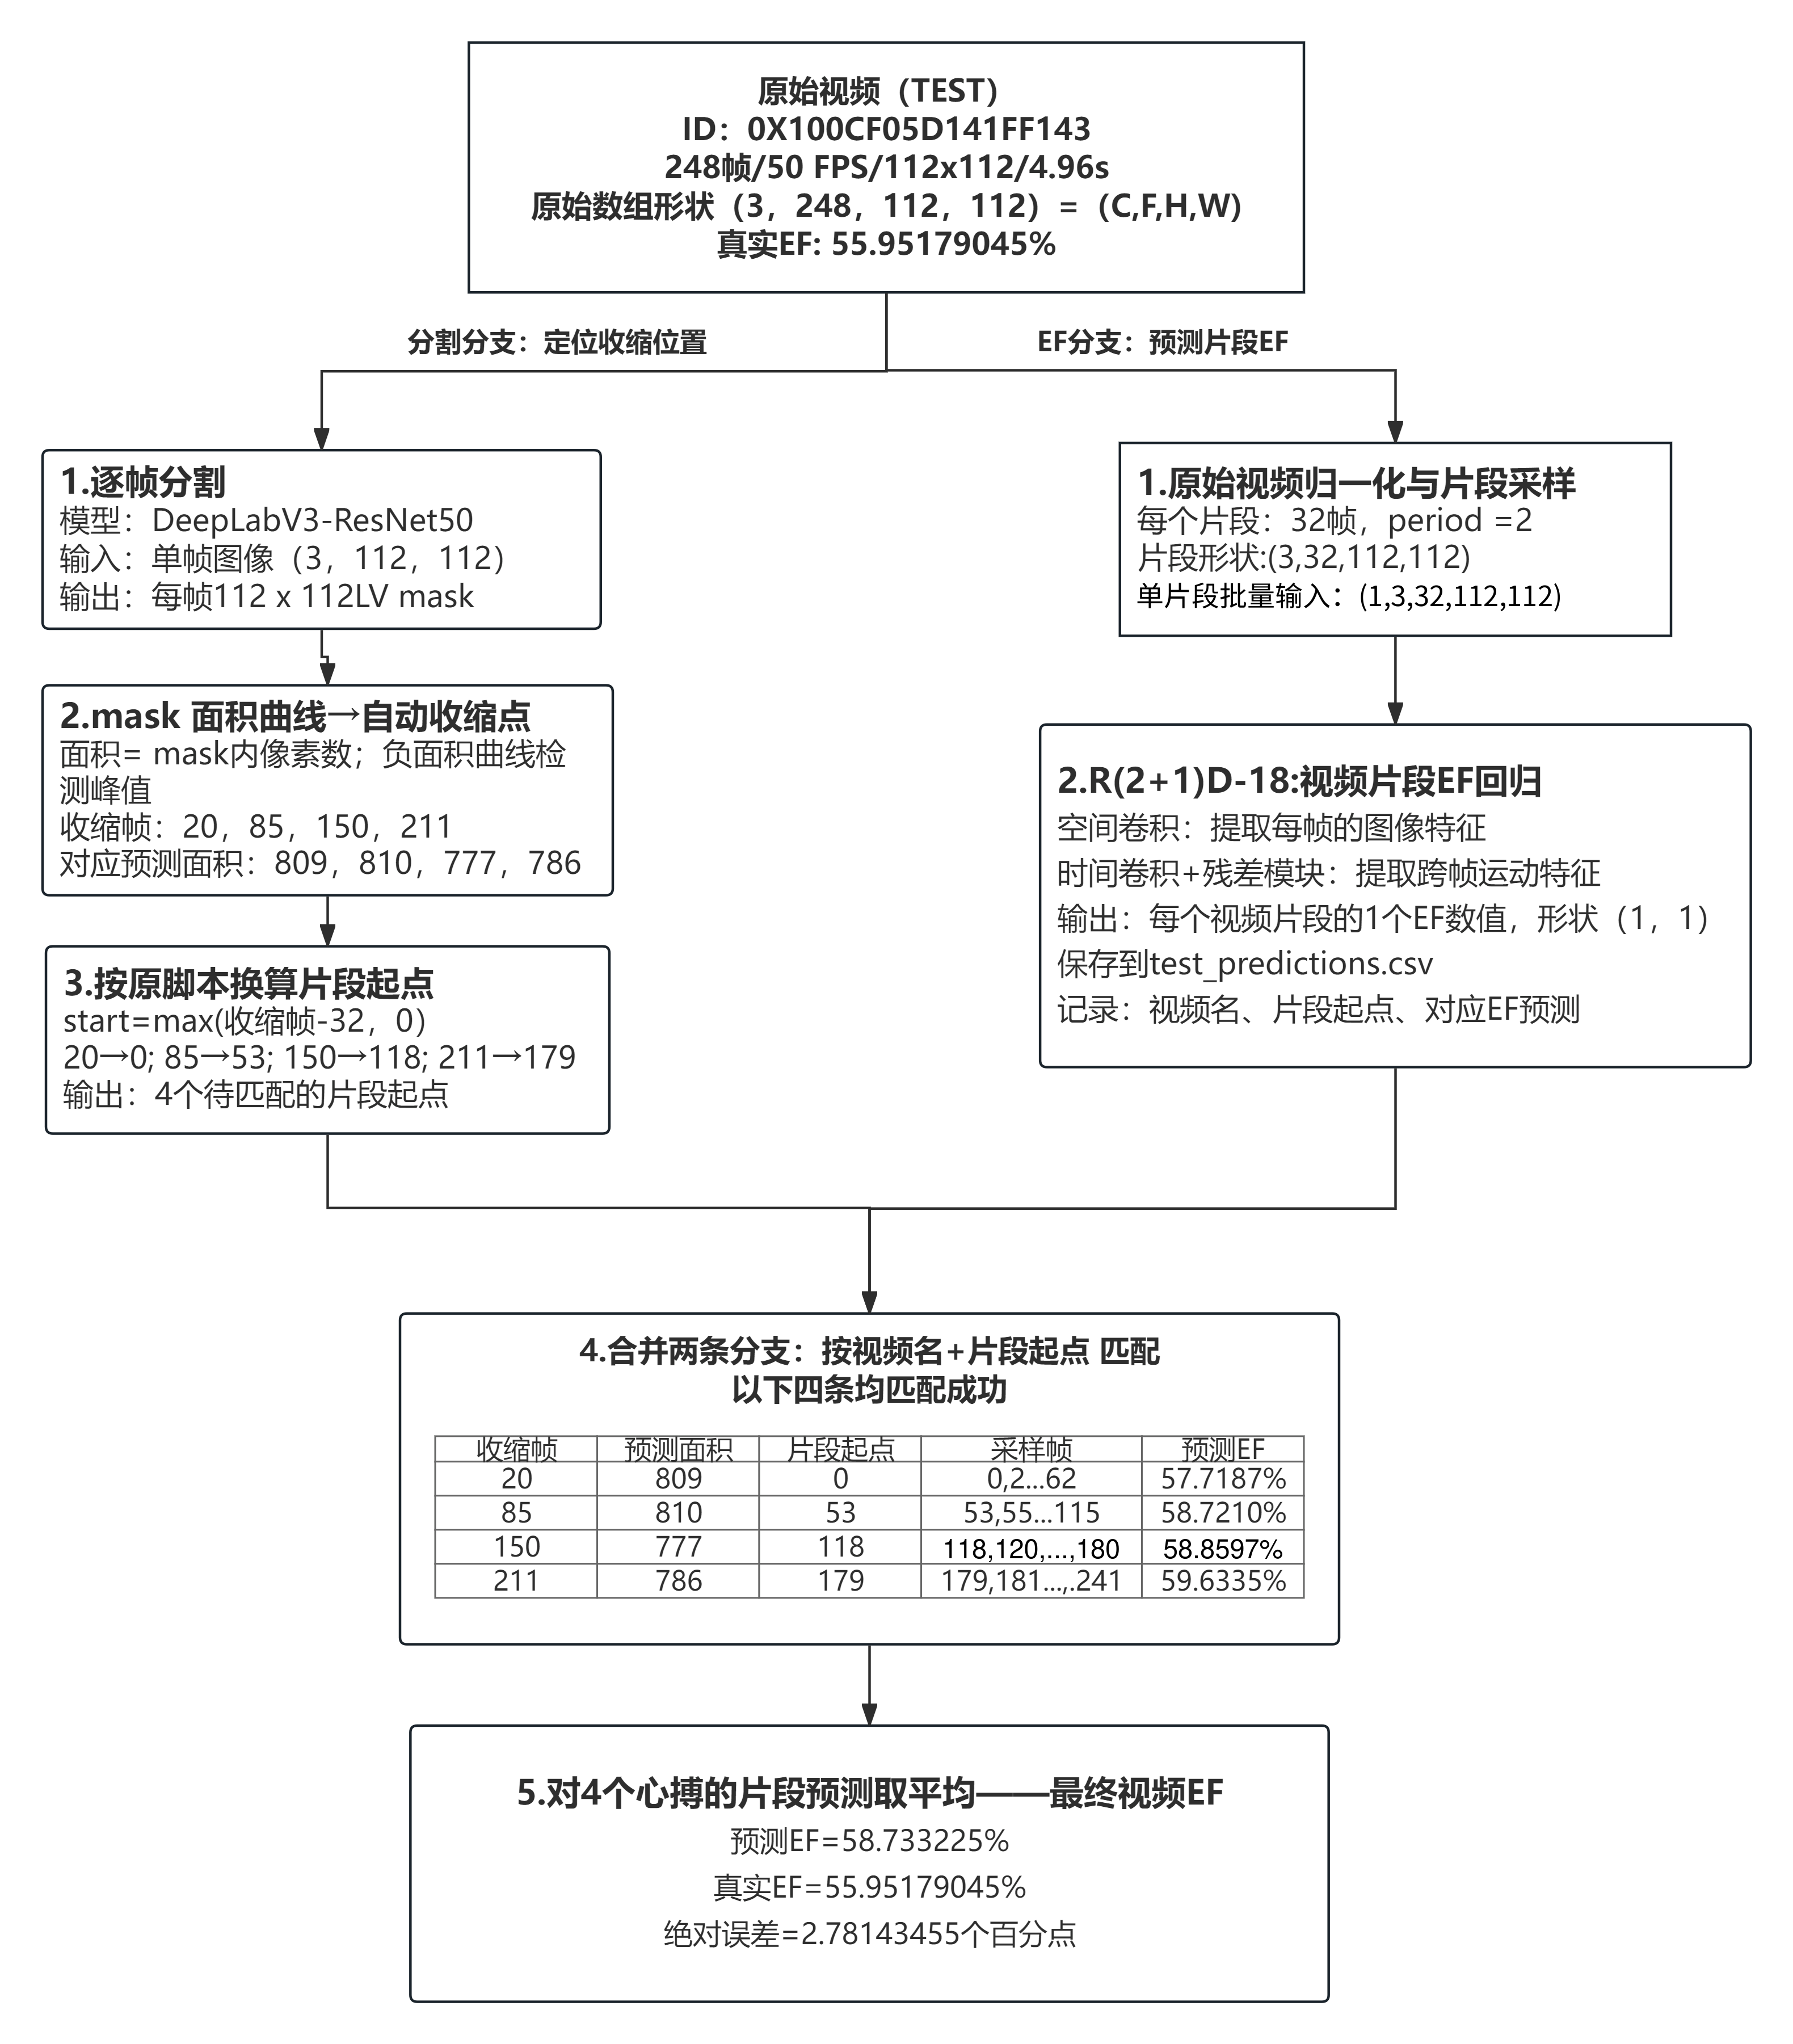 原始视频（TEST）
ID：0X100CF05D141FF143
248帧/50 FPS/112x112/4.96s
原始数组形状（3，248，112，112）=（C,F,H,W)
真实EF: 55.95179045%
分割分支：定位收缩位置
EF分支：预测片段EF
1.逐帧分割
模型：DeepLabV3-ResNet50
输入：单帧图像（3，112，112）
输出：每帧112 x 112LV mask
1.原始视频归一化与片段采样
每个片段：32帧，period =2
片段形状:(3,32,112,112)
单片段批量输入：(1,3,32,112,112)
2.mask 面积曲线→自动收缩点
面积= mask内像素数；负面积曲线检
测峰值
收缩帧：20，85，150，211
对应预测面积：809，810，777，786
2.R(2+1)D-18:视频片段EF回归
空间卷积：提取每帧的图像特征
时间卷积+残差模块：提取跨帧运动特征
输出：每个视频片段的1个EF数值，形状（1，1）
保存到test_predictions.csv
记录：视频名、片段起点、对应EF预测
3.按原脚本换算片段起点
start=max(收缩帧-32，0）
20→0; 85→53; 150→118; 211→179
输出：4个待匹配的片段起点
4.合并两条分支：按视频名+片段起点 匹配
以下四条均匹配成功
收缩帧 预测面积 片段起点 采样帧 预测EF
20 809 0 0,2...62 57.7187%
85 810 53 53,55...115 58.7210%
150 777 118 118,120,...,180 58.8597%
211 786 179 179,181...,.241 59.6335%
5.对4个心搏的片段预测取平均——最终视频EF
预测EF=58.733225%
真实EF=55.95179045%
绝对误差=2.78143455个百分点